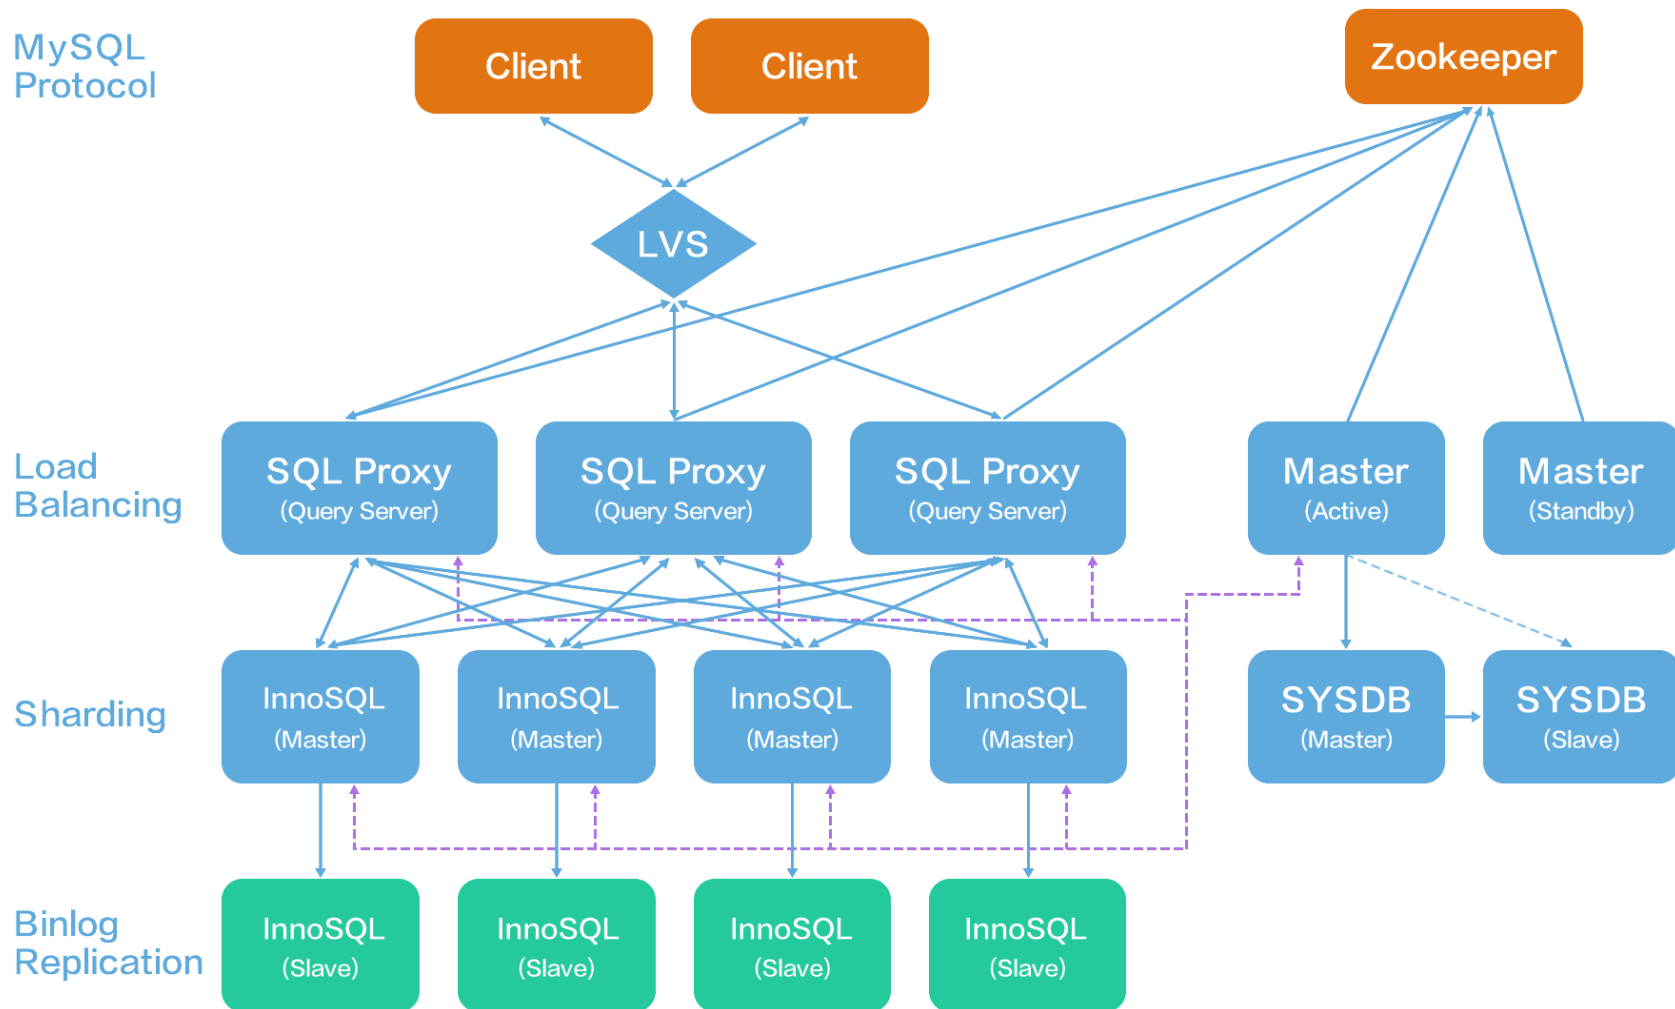 MySQL
Protocol
Client
Client
Zookeeper
LVS
Load
Balancing
SQL Proxy
(Query Server)
SQL Proxy
(Query Server)
SQL Proxy
(Query Server)
Master
(Active)
Master
(Standby)
Sharding
InnoSQL
(Master)
InnoSQL
(Master)
InnoSQL
(Master)
InnoSQL
(Master)
SYSDB
(Master)
SYSDB
(Slave)
Binlog
Replication
InnoSQL
(Slave)
InnoSQL
(Slave)
InnoSQL
(Slave)
InnoSQL
(Slave)